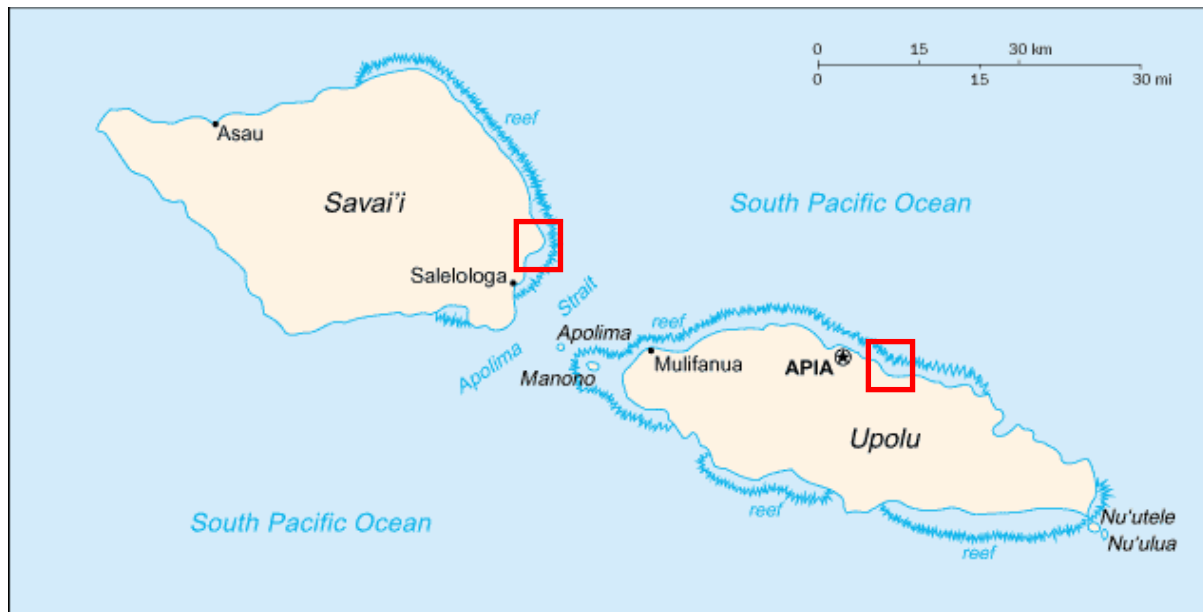 0 15 30 km
0 15 30 mi
reef
Asau
Savai'i
South Pacific Ocean
Salelologa
Strait
Apolima
reef
Apolima
Manono
Mulifanua
APIA
Upolu
South Pacific Ocean
reef
reef
Nu'utele
Nu'ulua